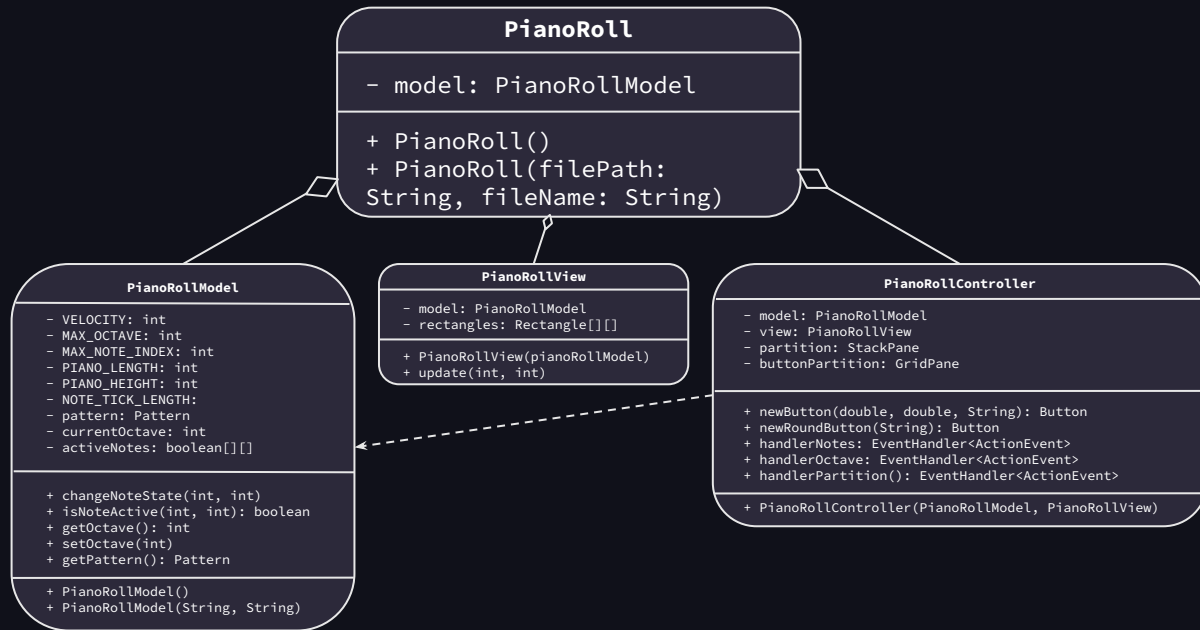 PianoRoll
- model: PianoRollModel
+ PianoRoll()
+ PianoRoll(filePath:
String, fileName: String)
PianoRollModel
- VELOCITY: int
- MAX_OCTAVE: int
- MAX_NOTE_INDEX: int
- PIANO_LENGTH: int
- PIANO_HEIGHT: int
- NOTE_TICK_LENGTH:
- pattern: Pattern
- currentOctave: int
- activeNotes: boolean[][]
+ changeNoteState(int, int)
+ isNoteActive(int, int): boolean
+ getOctave(): int
+ setOctave(int)
+ getPattern(): Pattern
+ PianoRollModel()
+ PianoRollModel(String, String)
PianoRollView
- model: PianoRollModel
- rectangles: Rectangle[][]
+ PianoRollView(pianoRollModel)
+ update(int, int)
PianoRollController
- model: PianoRollModel
- view: PianoRollView
- partition: StackPane
- buttonPartition: GridPane
+ newButton(double, double, String): Button
+ newRoundButton(String): Button
+ handlerNotes: EventHandler<ActionEvent>
+ handlerOctave: EventHandler<ActionEvent>
+ handlerPartition(): EventHandler<ActionEvent>
+ PianoRollController(PianoRollModel, PianoRollView)